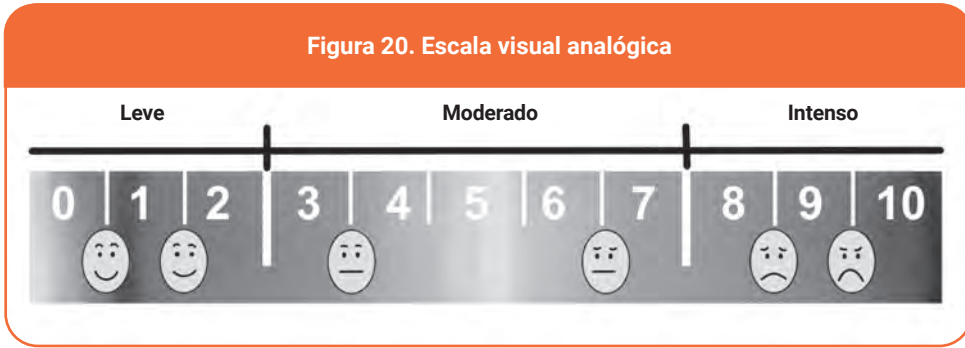 Figura 20. Escala visual analógica
Leve Moderado Intenso
0 1 2 3 4 5 6 7 8 9 10